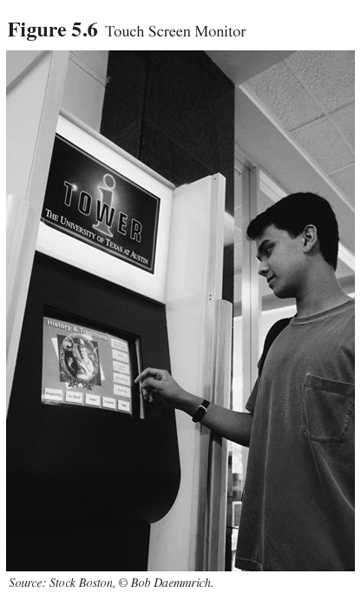 Figure 5.6 Touch Screen Monitor
i
TOWER
THE UNIVERSITY OF TEXAS AT AUSTIN
History & Traditions
Source: Stock Boston, © Bob Daemmrich.